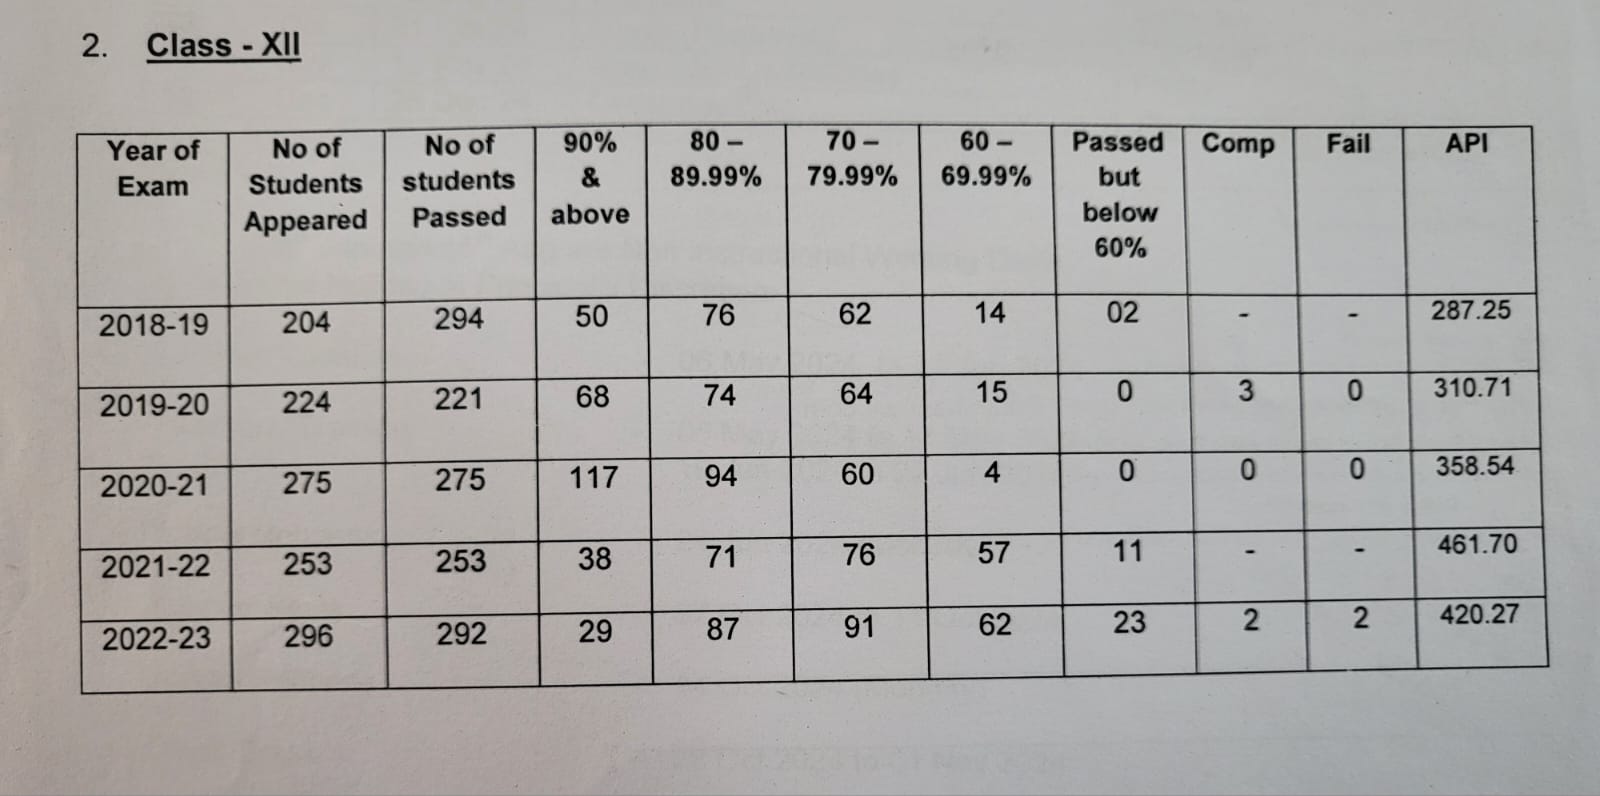 2. Class - XII
Year of Exam | No of Students Appeared | No of students Passed | 90% & above | 80 – 89.99% | 70 – 79.99% | 60 – 69.99% | Passed but below 60% | Comp | Fail | API
2018-19 | 204 | 294 | 50 | 76 | 62 | 14 | 02 | - | - | 287.25
2019-20 | 224 | 221 | 68 | 74 | 64 | 15 | 0 | 3 | 0 | 310.71
2020-21 | 275 | 275 | 117 | 94 | 60 | 4 | 0 | 0 | 0 | 358.54
2021-22 | 253 | 253 | 38 | 71 | 76 | 57 | 11 | - | - | 461.70
2022-23 | 296 | 292 | 29 | 87 | 91 | 62 | 23 | 2 | 2 | 420.27